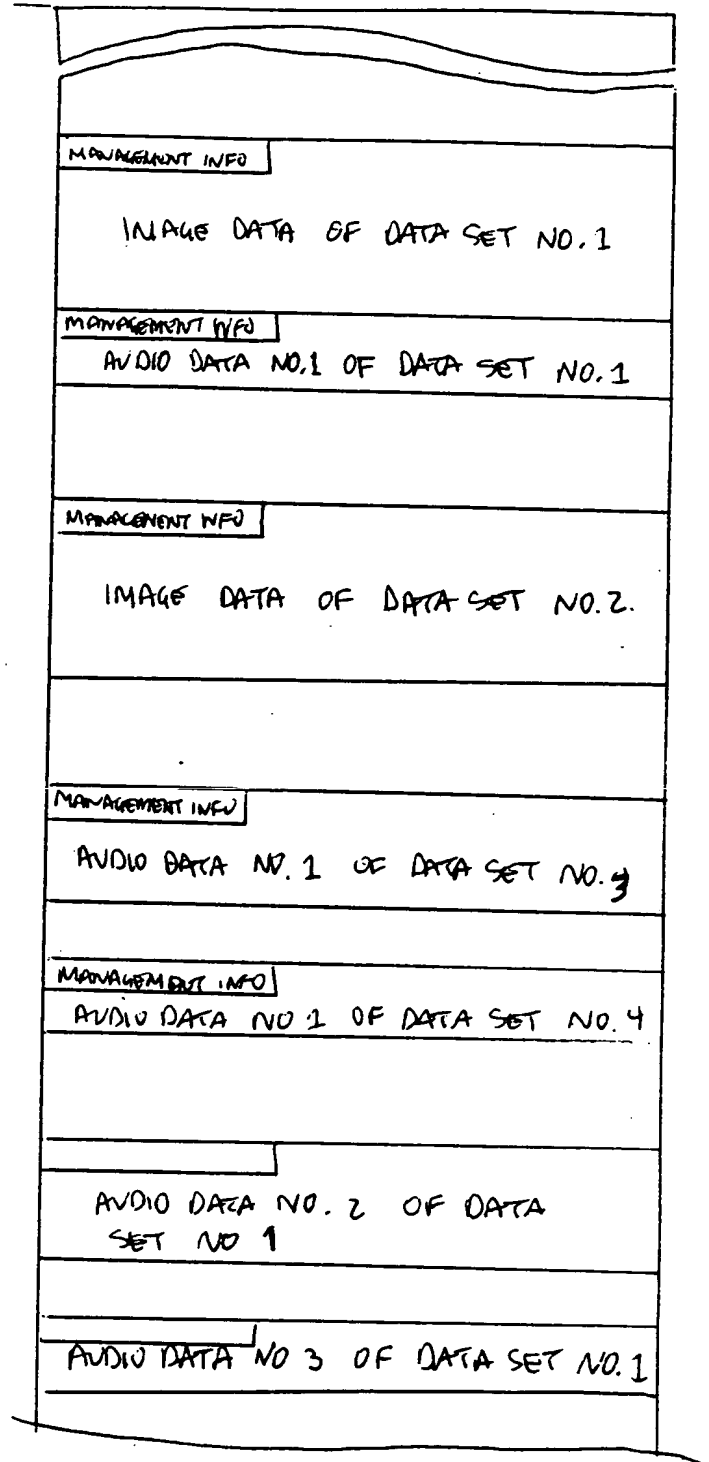 MANAGEMENT INFO
IMAGE DATA OF DATA SET NO. 1
MANAGEMENT INFO
AUDIO DATA NO.1 OF DATA SET NO. 1
MANAGEMENT INFO
IMAGE DATA OF DATA SET NO. 2.
MANAGEMENT INFO
AUDIO DATA NO. 1 OF DATA SET NO. 3
MANAGEMENT INFO
AUDIO DATA NO 1 OF DATA SET NO. 4
AUDIO DATA NO. 2 OF DATA
SET NO 1
AUDIO DATA NO 3 OF DATA SET NO. 1